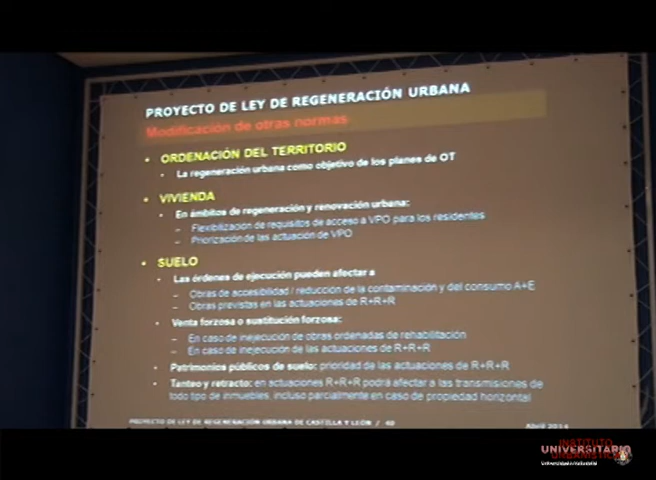 PROYECTO DE LEY DE REGENERACIÓN URBANA
Modificación de otras normas
• ORDENACIÓN DEL TERRITORIO
• La regeneración urbana como objetivo de los planes de OT
• VIVIENDA
• En ámbitos de regeneración y renovación urbana:
– Flexibilización de requisitos de acceso a VPO para los residentes
– Priorización de las actuación de VPO
• SUELO
• Las órdenes de ejecución pueden afectar a
– Obras de accesibilidad / reducción de la contaminación y del consumo A+E
– Obras previstas en las actuaciones de R+R+R
• Venta forzosa o sustitución forzosa:
– En caso de inejecución de obras ordenadas de rehabilitación
– En caso de inejecución de las actuaciones de R+R+R
• Patrimonios públicos de suelo: prioridad de las actuaciones de R+R+R
• Tanteo y retracto: en actuaciones R+R+R podrá afectar a las transmisiones de
todo tipo de inmuebles, incluso parcialmente en caso de propiedad horizontal
PROYECTO DE LEY DE REGENERACIÓN URBANA DE CASTILLA Y LEÓN / 40
Abril 2014
INSTITUTO
UNIVERSITARIO
URBANÍSTICA
Universidad de Valladolid